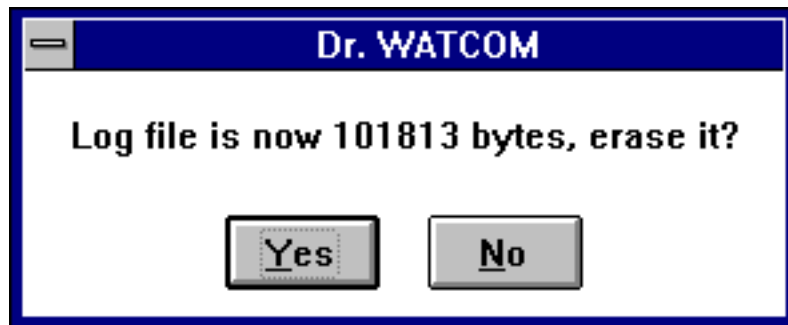 Dr. WATCOM
Log file is now 101813 bytes, erase it?
Yes No